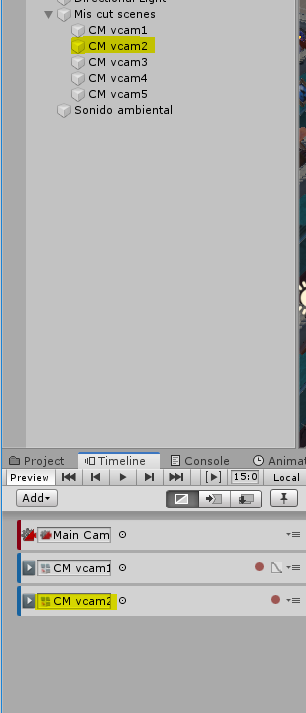 Directional Light
Mis cut scenes
CM vcam1
CM vcam2
CM vcam3
CM vcam4
CM vcam5
Sonido ambiental
Project Timeline Console Animat
Preview 15:0 Local
Add
Main Cam
CM vcam1
CM vcam2